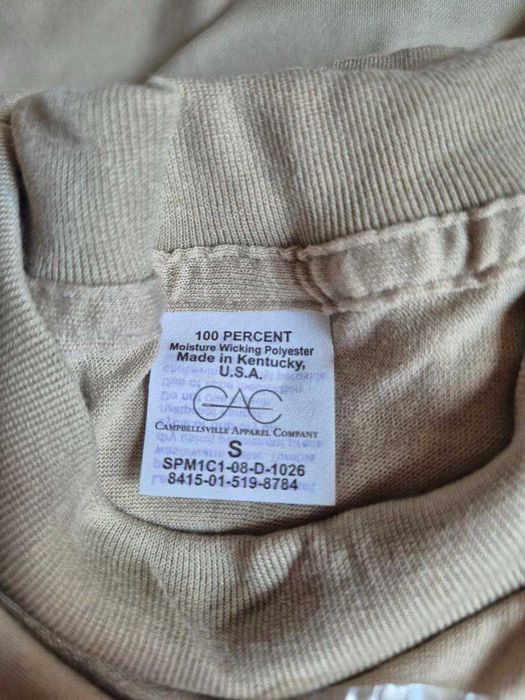 100 PERCENT
Moisture Wicking Polyester
Made in Kentucky,
U.S.A.
CAC
CAMPBELLSVILLE APPAREL COMPANY
S
SPM1C1-08-D-1026
8415-01-519-8784